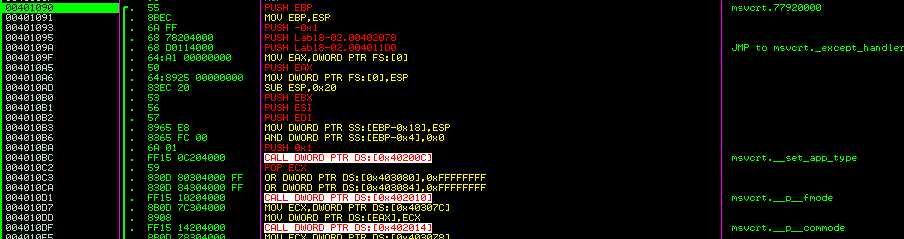 00401090 55 PUSH EBP msvcrt.77920000
00401091 . 8BEC MOV EBP,ESP
00401093 . 6A FF PUSH -0x1
00401095 . 68 78204000 PUSH Lab18-02.00402078
0040109A . 68 D0114000 PUSH Lab18-02.004011D0 JMP to msvcrt._except_handler
0040109F . 64:A1 00000000 MOV EAX,DWORD PTR FS:[0]
004010A5 . 50 PUSH EAX
004010A6 . 64:8925 00000000 MOV DWORD PTR FS:[0],ESP
004010AD . 83EC 20 SUB ESP,0x20
004010B0 . 53 PUSH EBX
004010B1 . 56 PUSH ESI
004010B2 . 57 PUSH EDI
004010B3 . 8965 E8 MOV DWORD PTR SS:[EBP-0x18],ESP
004010B6 . 8365 FC 00 AND DWORD PTR SS:[EBP-0x4],0x0
004010BA . 6A 01 PUSH 0x1
004010BC . FF15 0C204000 CALL DWORD PTR DS:[0x40200C] msvcrt.__set_app_type
004010C2 . 59 POP ECX
004010C3 . 830D 80304000 FF OR DWORD PTR DS:[0x403080],0xFFFFFFFF
004010CA . 830D 84304000 FF OR DWORD PTR DS:[0x403084],0xFFFFFFFF
004010D1 . FF15 10204000 CALL DWORD PTR DS:[0x402010] msvcrt.__p__fmode
004010D7 . 8B0D 7C304000 MOV ECX,DWORD PTR DS:[0x40307C]
004010DD . 8908 MOV DWORD PTR DS:[EAX],ECX
004010DF . FF15 14204000 CALL DWORD PTR DS:[0x402014] msvcrt.__p__commode
004010E5 . 8B0D 78304000 MOV ECX,DWORD PTR DS:[0x403078]